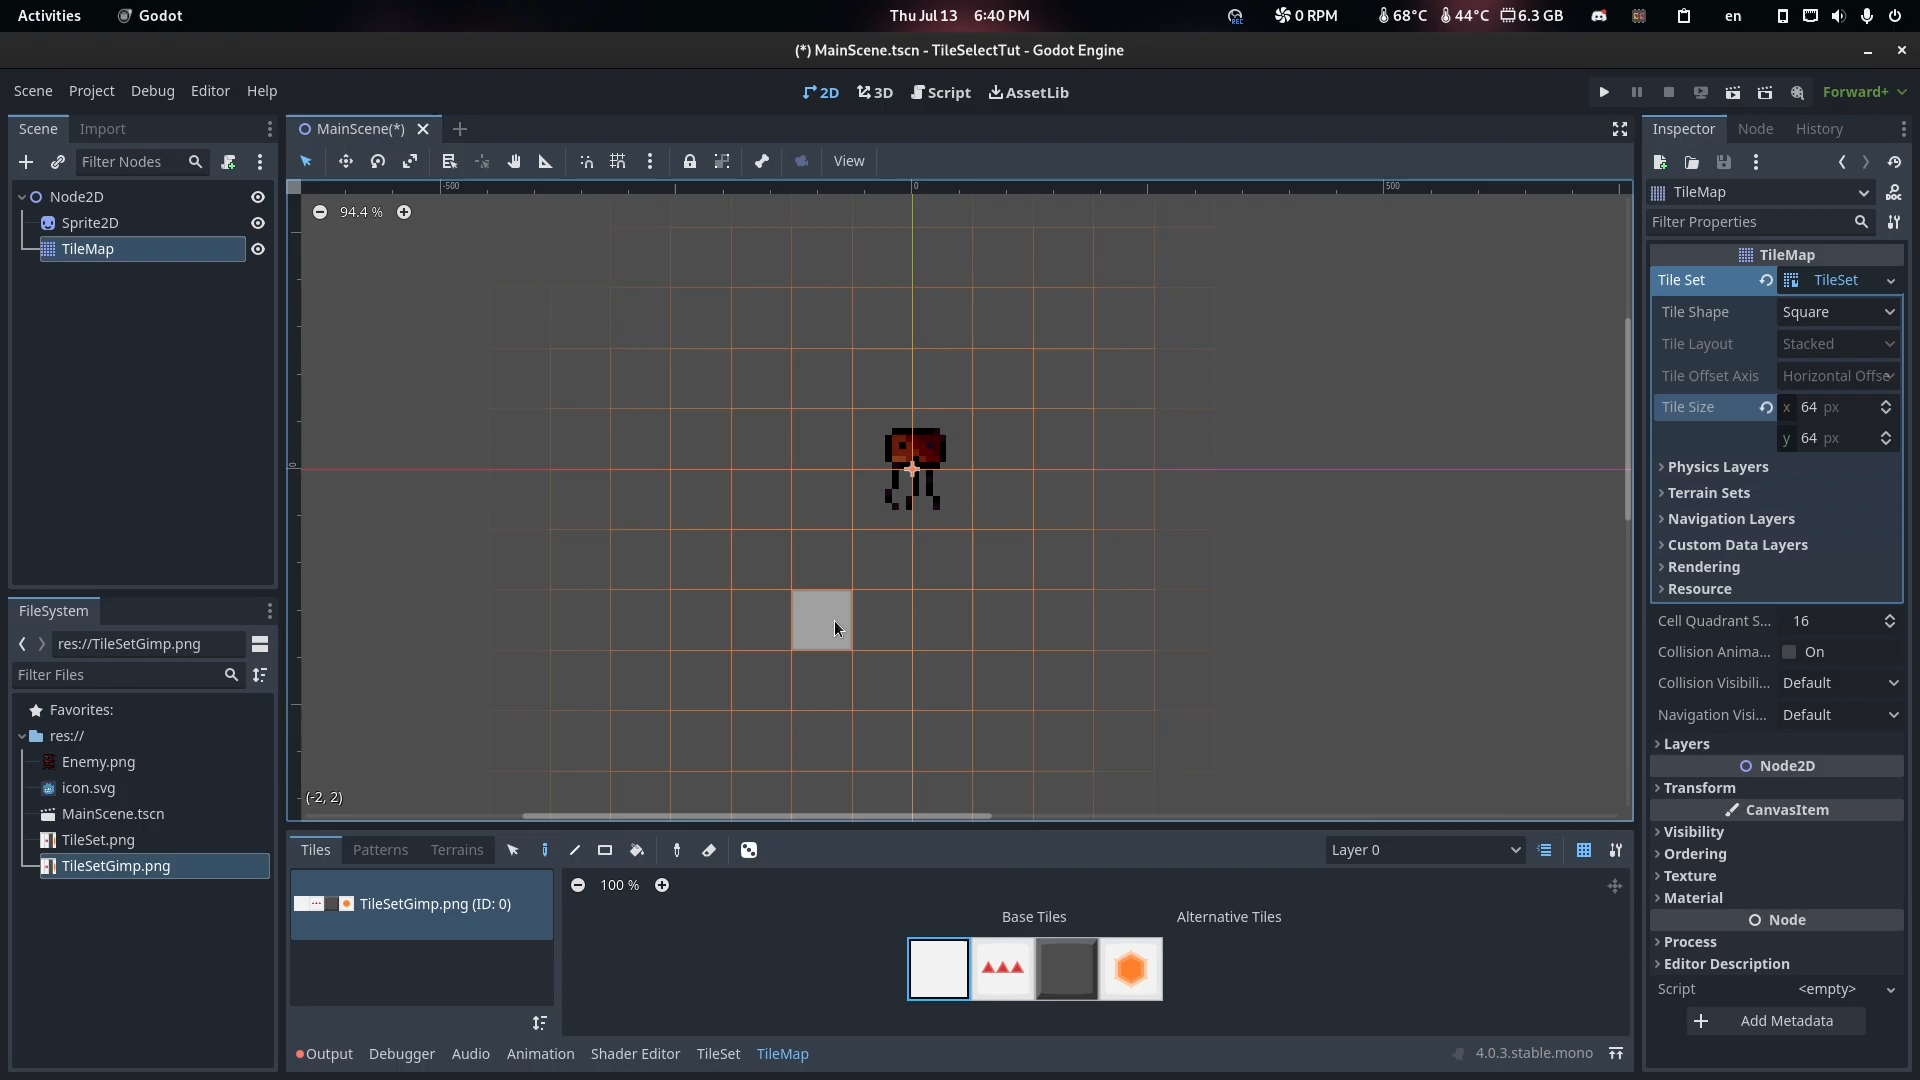 Activities
Godot
Thu Jul 13 6:40 PM
REC
0 RPM
68°C
44°C
6.3 GB
en
(*) MainScene.tscn - TileSelectTut - Godot Engine
Scene Project Debug Editor Help
2D 3D Script AssetLib
Forward+
Scene Import
Filter Nodes
Node2D
Sprite2D
TileMap
FileSystem
res://TileSetGimp.png
Filter Files
Favorites:
res://
Enemy.png
icon.svg
MainScene.tscn
TileSet.png
TileSetGimp.png
MainScene(*)
View
-500
0
500
94.4 %
0
(-2, 2)
Tiles Patterns Terrains
Layer 0
TileSetGimp.png (ID: 0)
100 %
Base Tiles
Alternative Tiles
Output Debugger Audio Animation Shader Editor TileSet TileMap
4.0.3.stable.mono
Inspector Node History
TileMap
DOC
Filter Properties
TileMap
Tile Set TileSet
Tile Shape Square
Tile Layout Stacked
Tile Offset Axis Horizontal Offse
Tile Size x 64 px
y 64 px
Physics Layers
Terrain Sets
Navigation Layers
Custom Data Layers
Rendering
Resource
Cell Quadrant S... 16
Collision Anima... On
Collision Visibili... Default
Navigation Visi... Default
Layers
Node2D
Transform
CanvasItem
Visibility
Ordering
Texture
Material
Node
Process
Editor Description
Script <empty>
Add Metadata